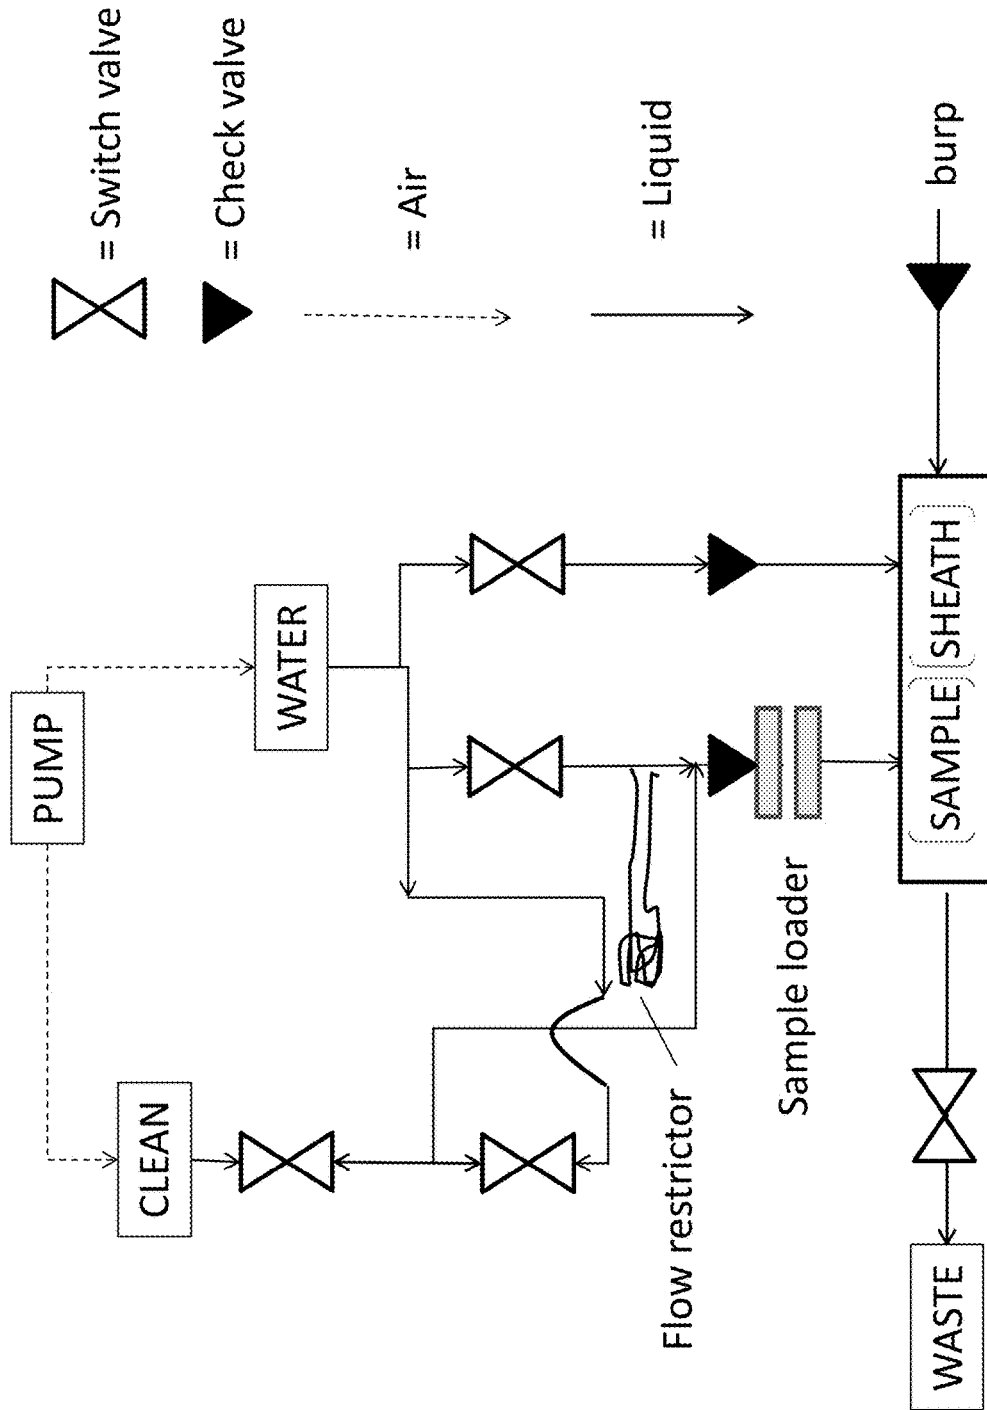 PUMP
CLEAN
WATER
= Switch valve
= Check valve
= Air
= Liquid
Flow restrictor
Sample loader
WASTE
SAMPLE
SHEATH
burp